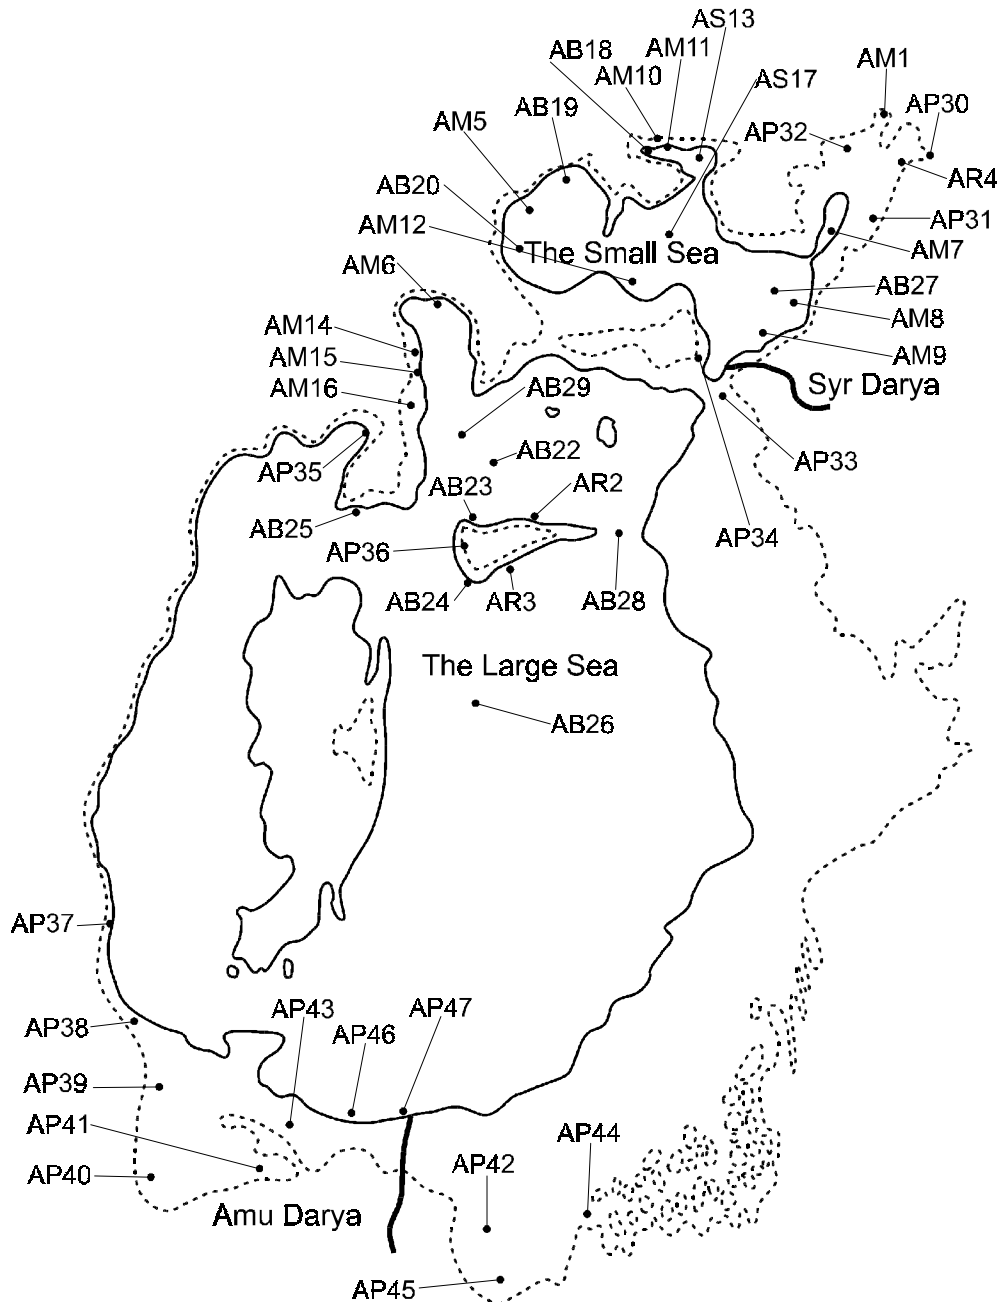 AS13
AB18
AM11
AM10
AM1
AS17
AB19
AP30
AM5
AP32
AB20
AR4
AM12
AP31
The Small Sea
AM7
AM6
AB27
AM14
AM8
AM15
AM9
AM16
AB29
Syr Darya
AB22
AP35
AP33
AB23
AR2
AB25
AP34
AP36
AB24
AR3
AB28
The Large Sea
AB26
AP37
AP43
AP47
AP38
AP46
AP39
AP41
AP44
AP42
AP40
Amu Darya
AP45